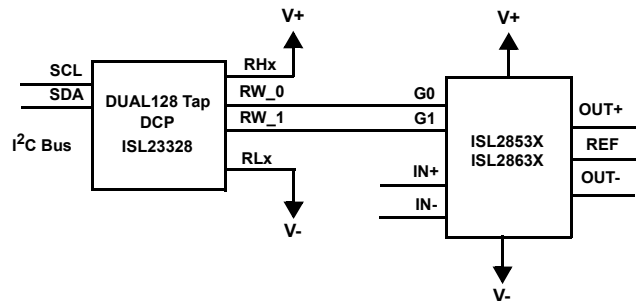 V+
V+
SCL
SDA
I²C Bus
DUAL128 Tap
DCP
ISL23328
RHx
RW_0
RW_1
RLx
V-
G0
G1
IN+
IN-
ISL2853X
ISL2863X
OUT+
REF
OUT-
V-